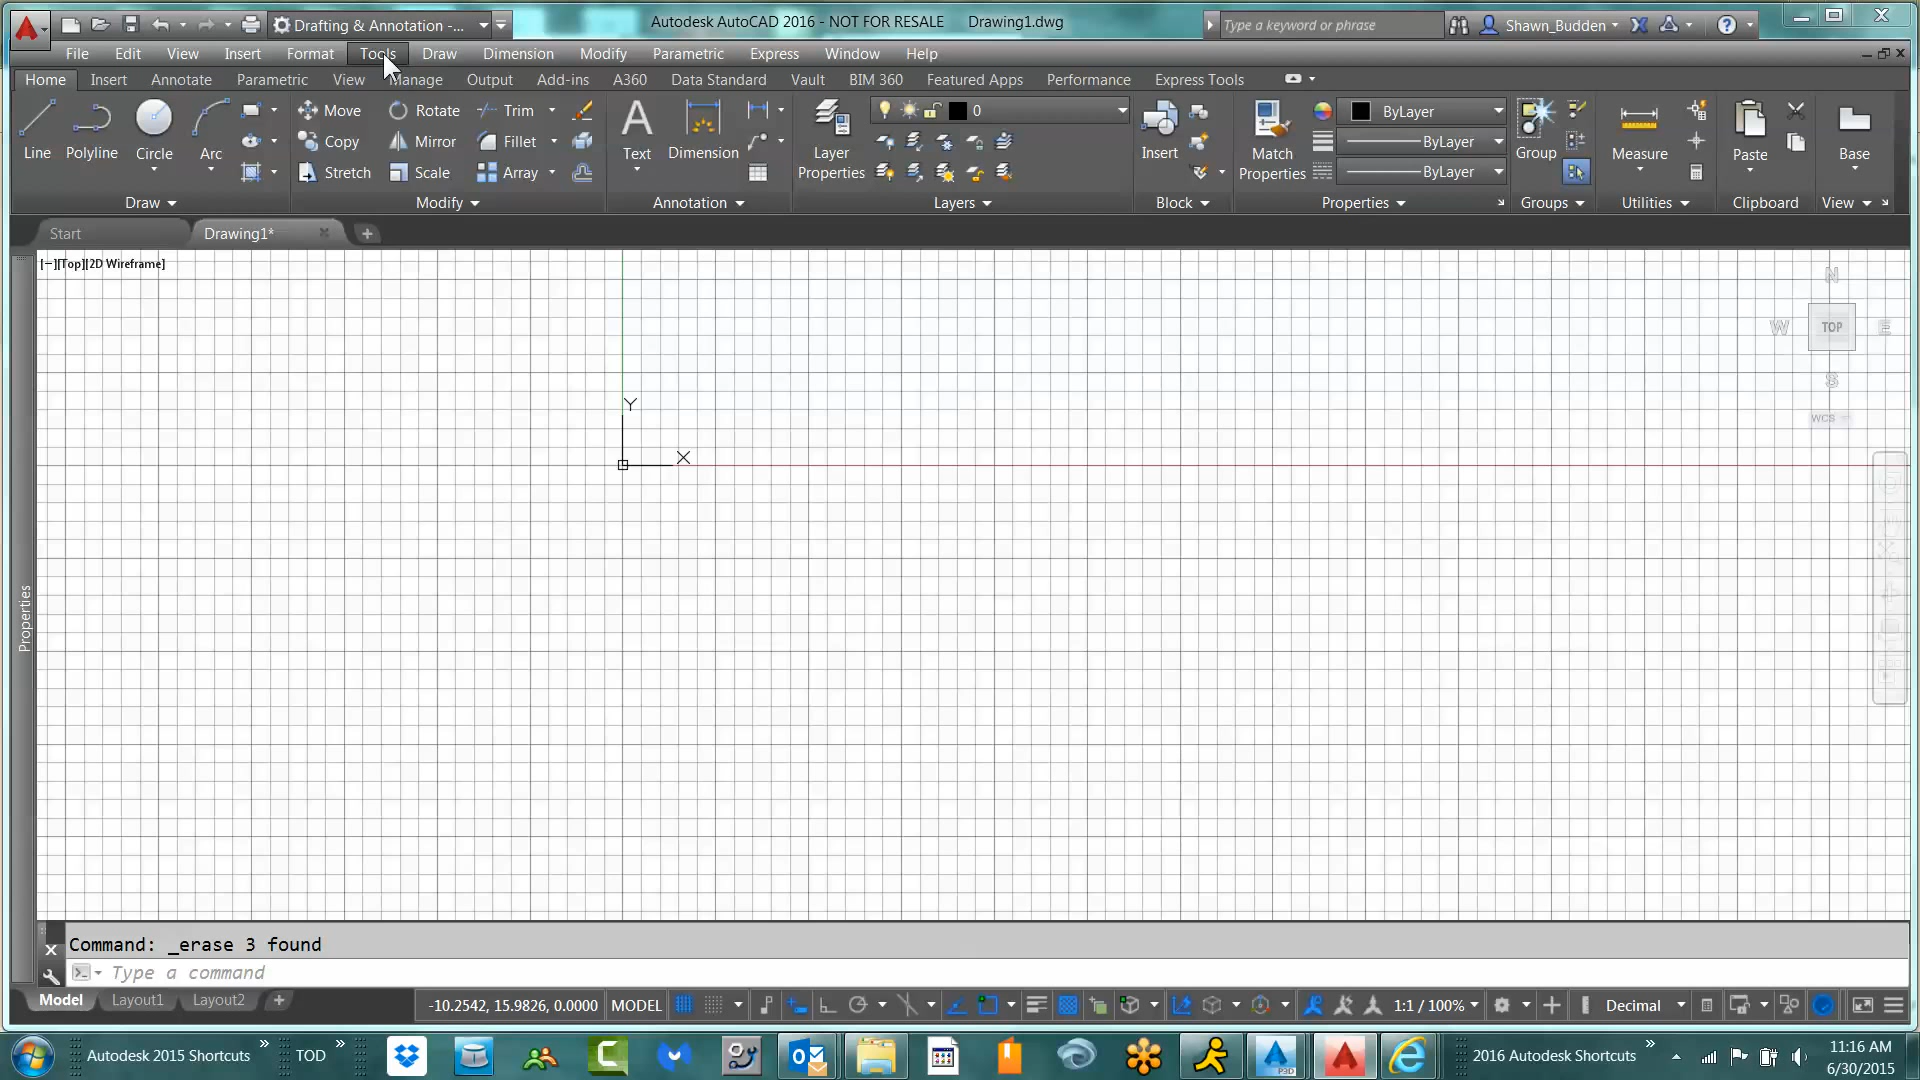 Drafting & Annotation -...
Autodesk AutoCAD 2016 - NOT FOR RESALE Drawing1.dwg
Type a keyword or phrase
Shawn_Budden
File Edit View Insert Format Tools Draw Dimension Modify Parametric Express Window Help
Home Insert Annotate Parametric View Manage Output Add-ins A360 Data Standard Vault BIM 360 Featured Apps Performance Express Tools
Line Polyline Circle Arc
Move Rotate Trim
Copy Mirror Fillet
Stretch Scale Array
Text Dimension
Layer Properties
0
Insert
Match Properties
ByLayer
ByLayer
ByLayer
Group
Measure
Paste
Base
Draw Modify Annotation Layers Block Properties Groups Utilities Clipboard View
Start Drawing1*
[−][Top][2D Wireframe]
N
W TOP E
S
WCS
Y
X
Properties
Command: _erase 3 found
Type a command
Model Layout1 Layout2
-10.2542, 15.9826, 0.0000 MODEL 1:1 / 100% Decimal
Autodesk 2015 Shortcuts » TOD »
P3D
2016 Autodesk Shortcuts »
11:16 AM
6/30/2015